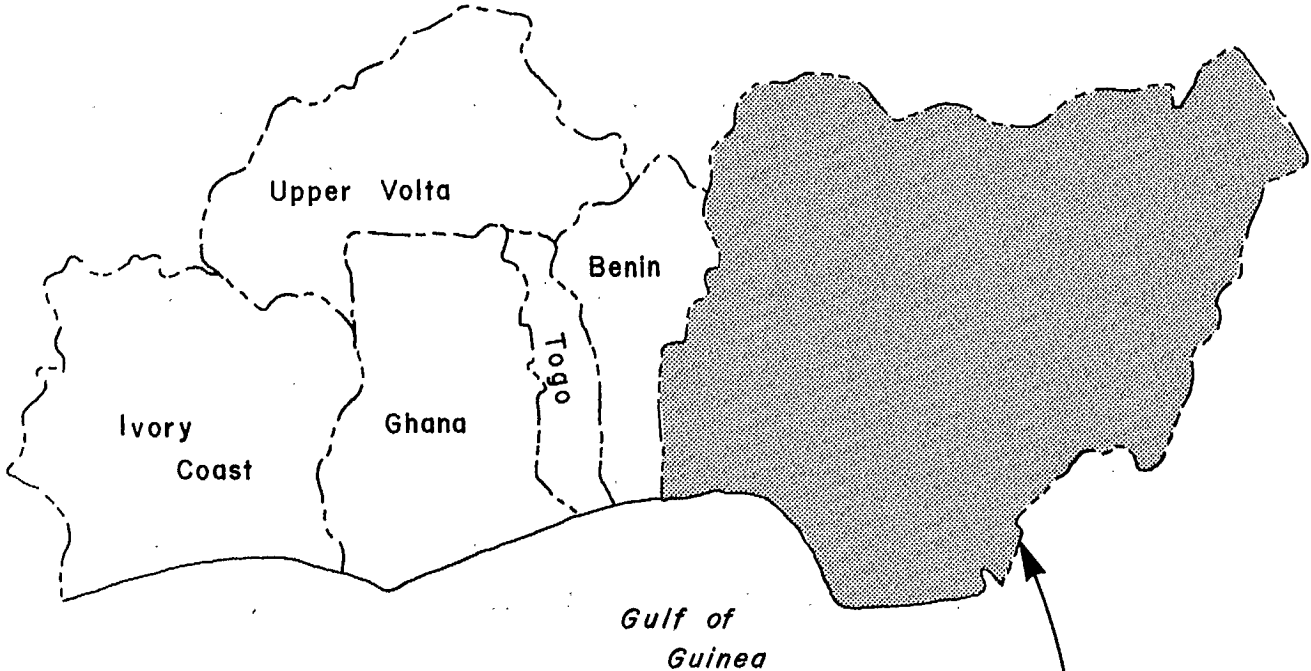 Upper Volta
Benin
Togo
Ivory
Coast
Ghana
Gulf of
Guinea